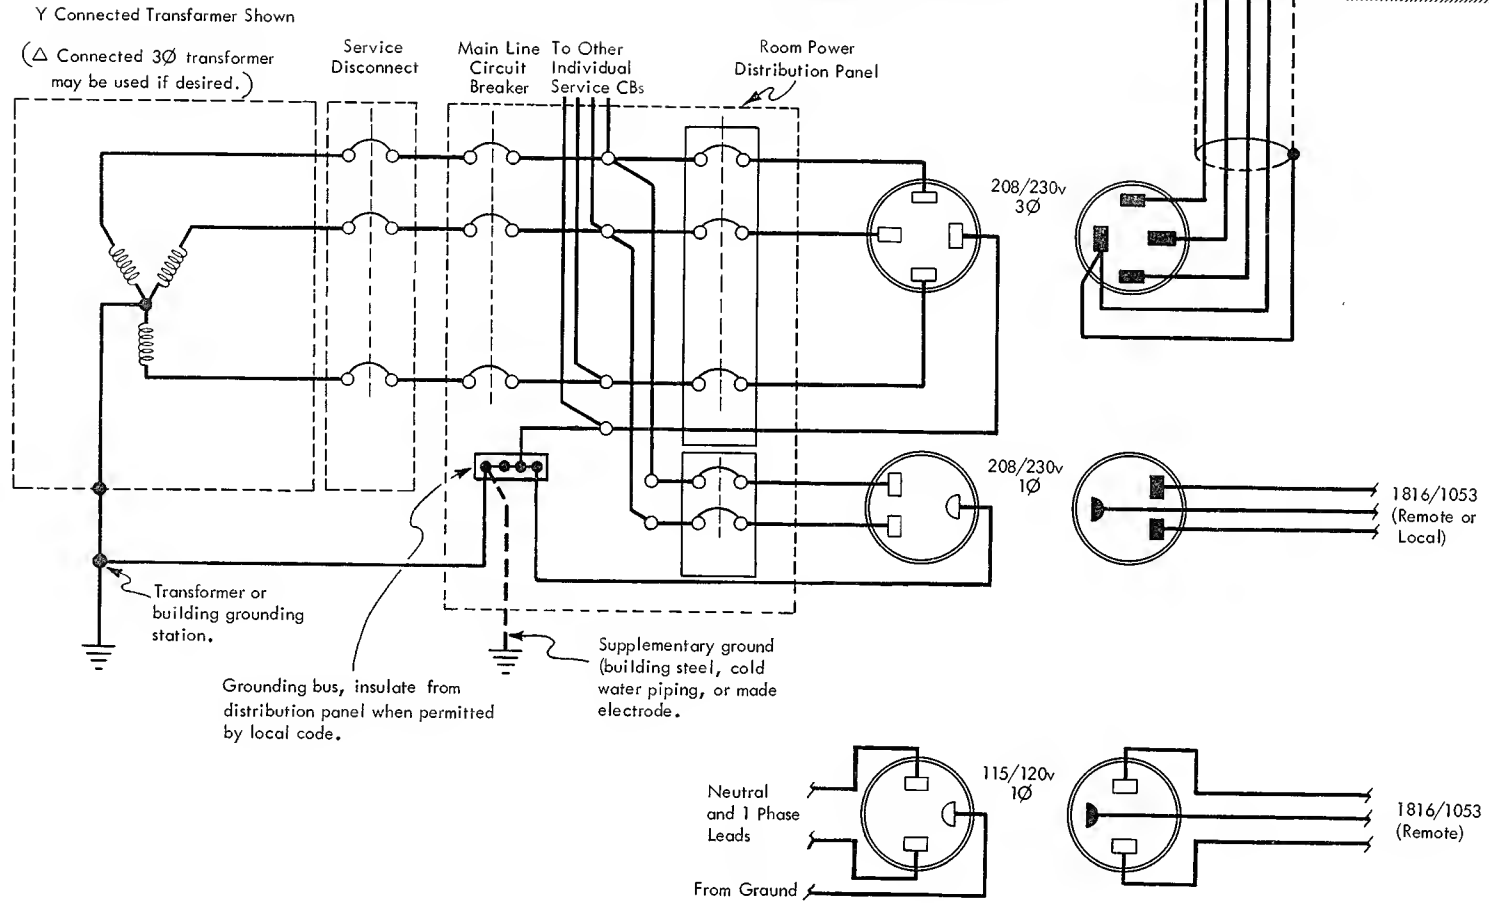 Y Connected Transfarmer Shown
(△ Connected 3Ø transformer
may be used if desired.)
Service
Disconnect
Main Line
Circuit
Breaker
To Other
Individual
Service CBs
Room Power
Distribution Panel
208/230v
3Ø
208/230v
1Ø
1816/1053
(Remote or
Local)
Transformer or
building grounding
station.
Supplementary ground
(building steel, cold
water piping, or made
electrode.
Grounding bus, insulate from
distribution panel when permitted
by local code.
Neutral
and 1 Phase
Leads
115/120v
1Ø
1816/1053
(Remote)
From Graund